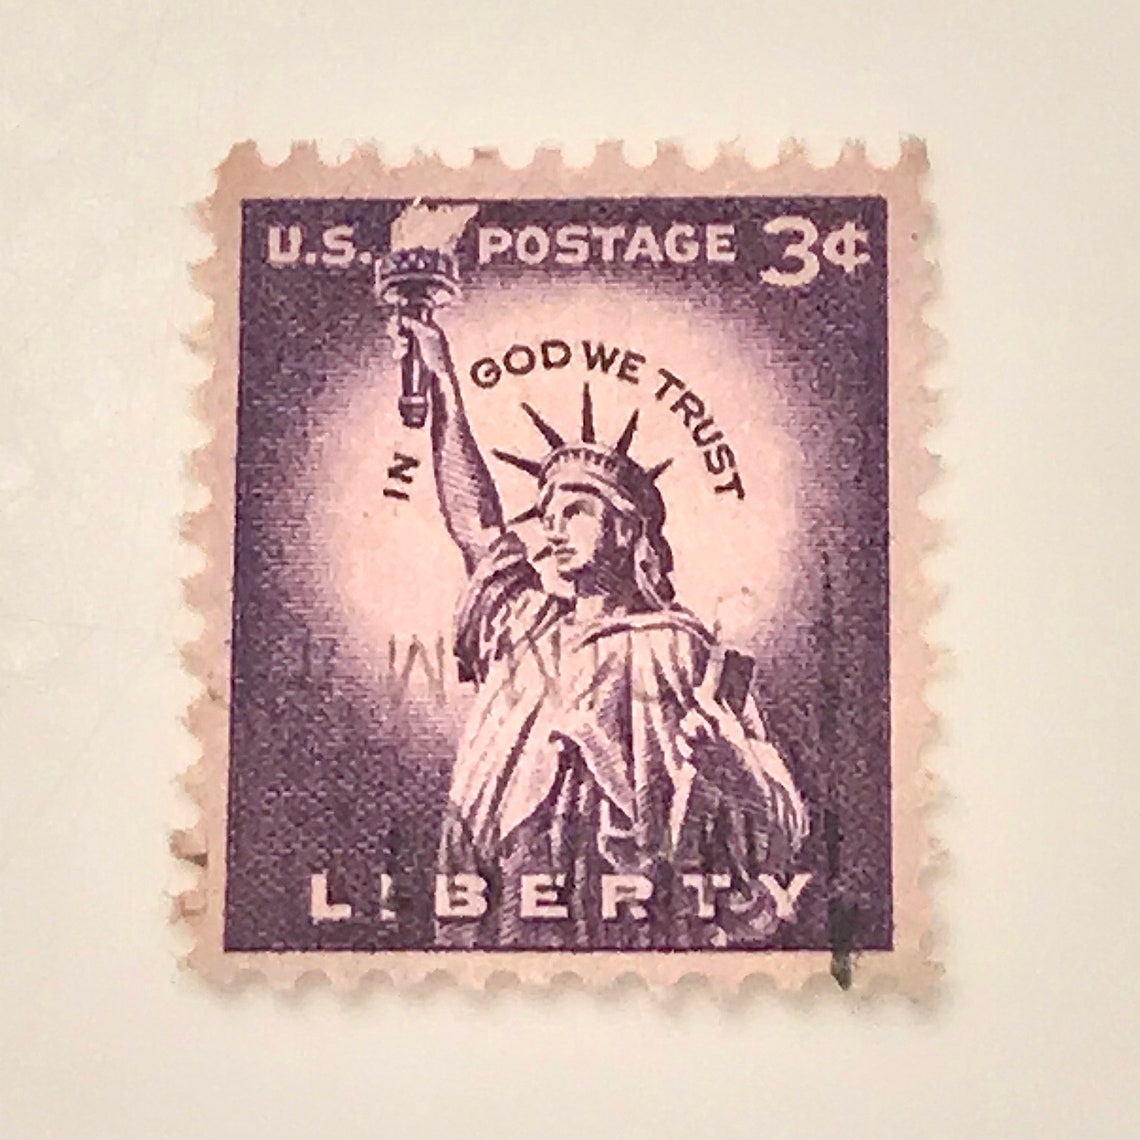 U.S. POSTAGE 3¢
IN GOD WE TRUST
LIBERTY